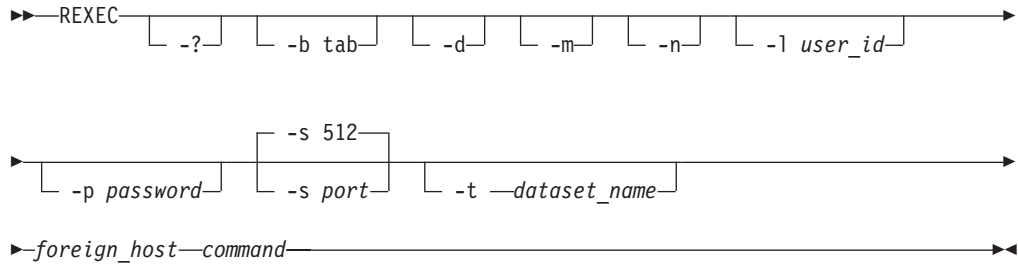 REXEC
-? -b tab -d -m -n -l user_id
-s 512
-p password -s port -t dataset_name
foreign_host command